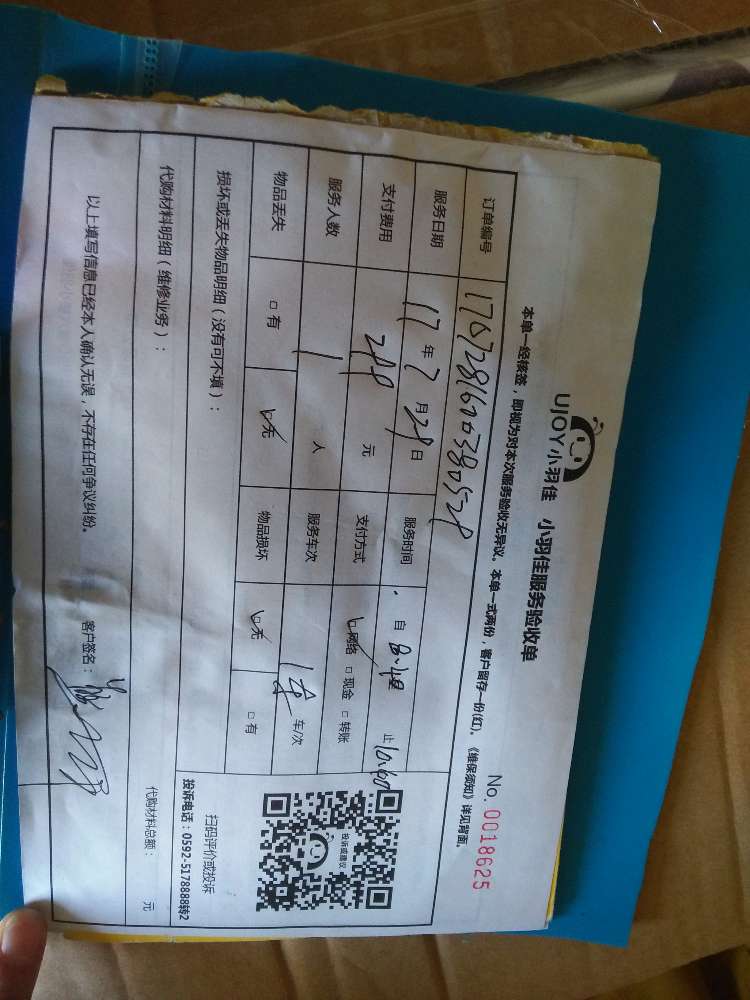 UJOY小羽佳 小羽佳服务验收单
No. 0018625
本单一经核签，即视为对本次服务验收无异议。本单一式两份，客户留存一份(红)。《维保须知》详见背面。
订单编号
服务日期 17 年 7 月 29 日 服务时间 自 止
支付费用 元 支付方式 ☑网络 □ 现金 □ 转账
服务人数 1 人 服务车次 1 车/次
物品丢失 □ 有 ☑无 物品损坏 ☑无 □ 有
损坏或丢失物品明细（没有可不填）：
投诉或建议
扫码评价或投诉
投诉电话：0592-5178888转2
代购材料明细（维修业务）：
代购材料总额： 元
以上填写信息已经本人确认无误，不存在任何争议纠纷。 客户签名：